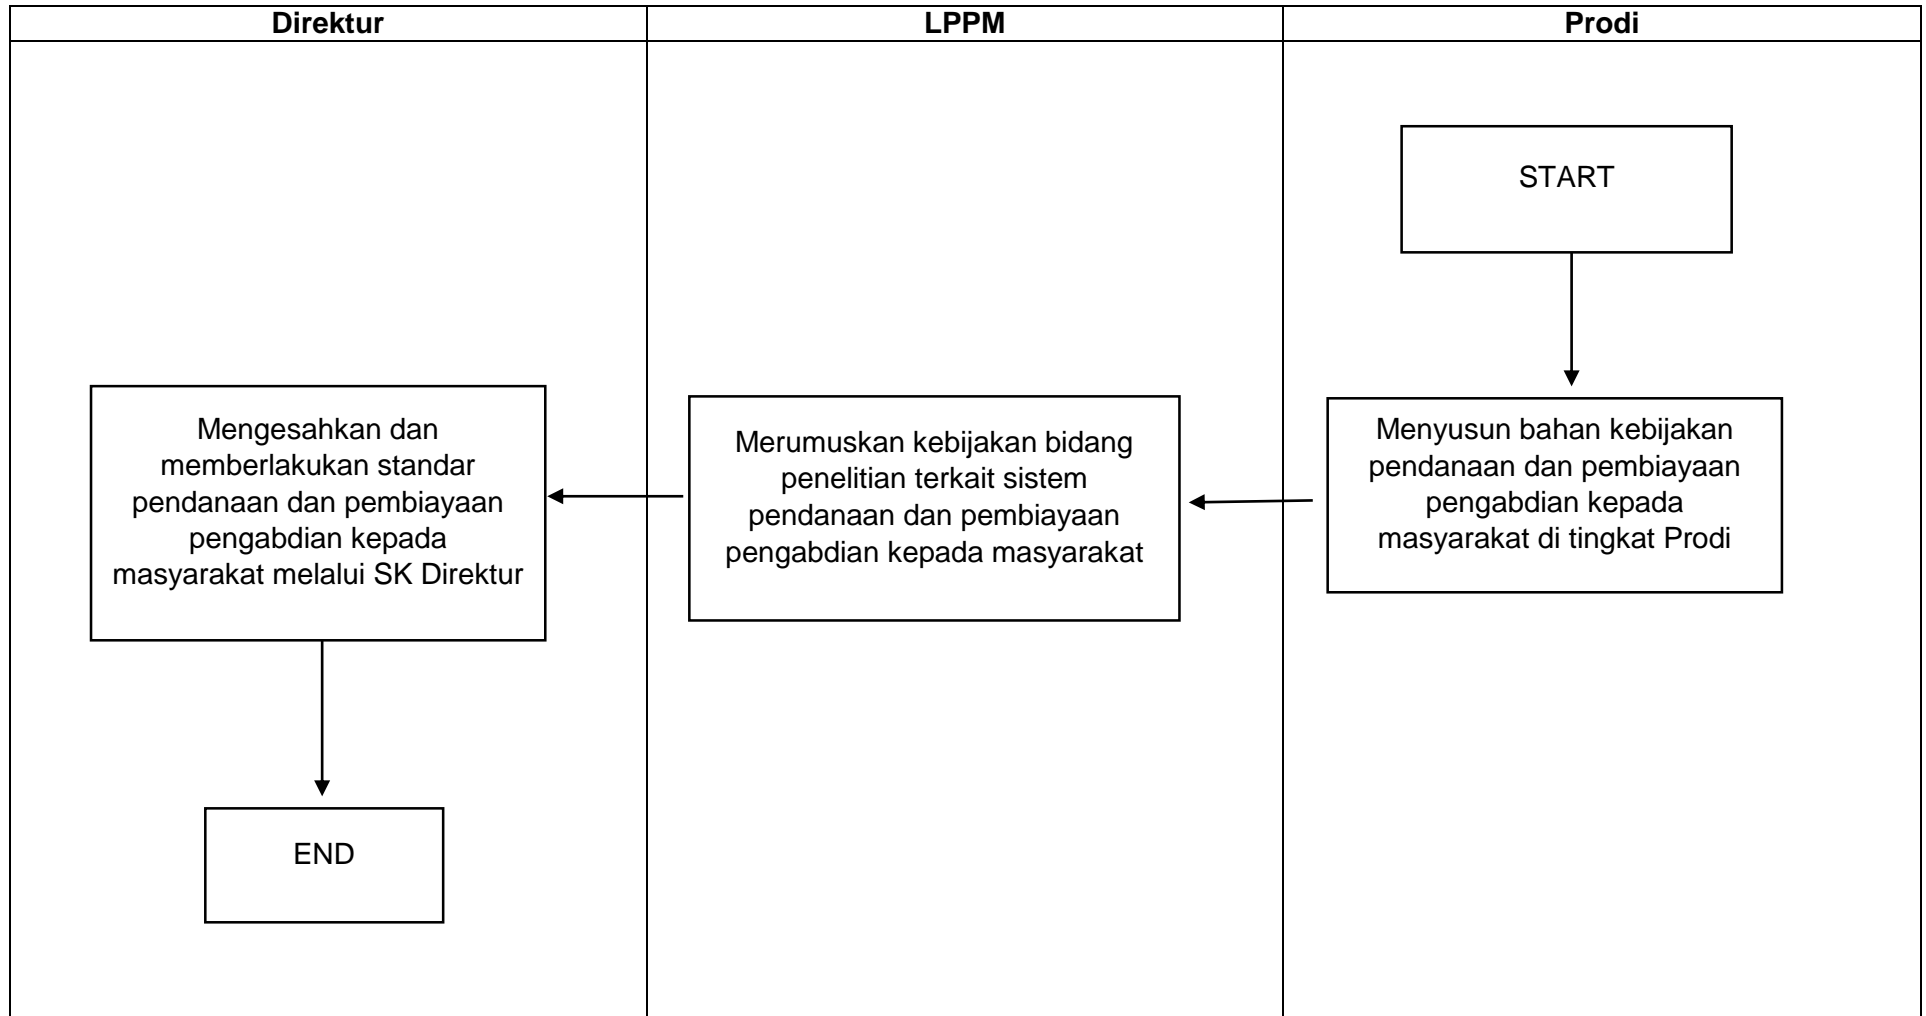 Direktur
LPPM
Prodi
START
Mengesahkan dan
memberlakukan standar
pendanaan dan pembiayaan
pengabdian kepada
masyarakat melalui SK Direktur
Merumuskan kebijakan bidang
penelitian terkait sistem
pendanaan dan pembiayaan
pengabdian kepada masyarakat
Menyusun bahan kebijakan
pendanaan dan pembiayaan
pengabdian kepada
masyarakat di tingkat Prodi
END